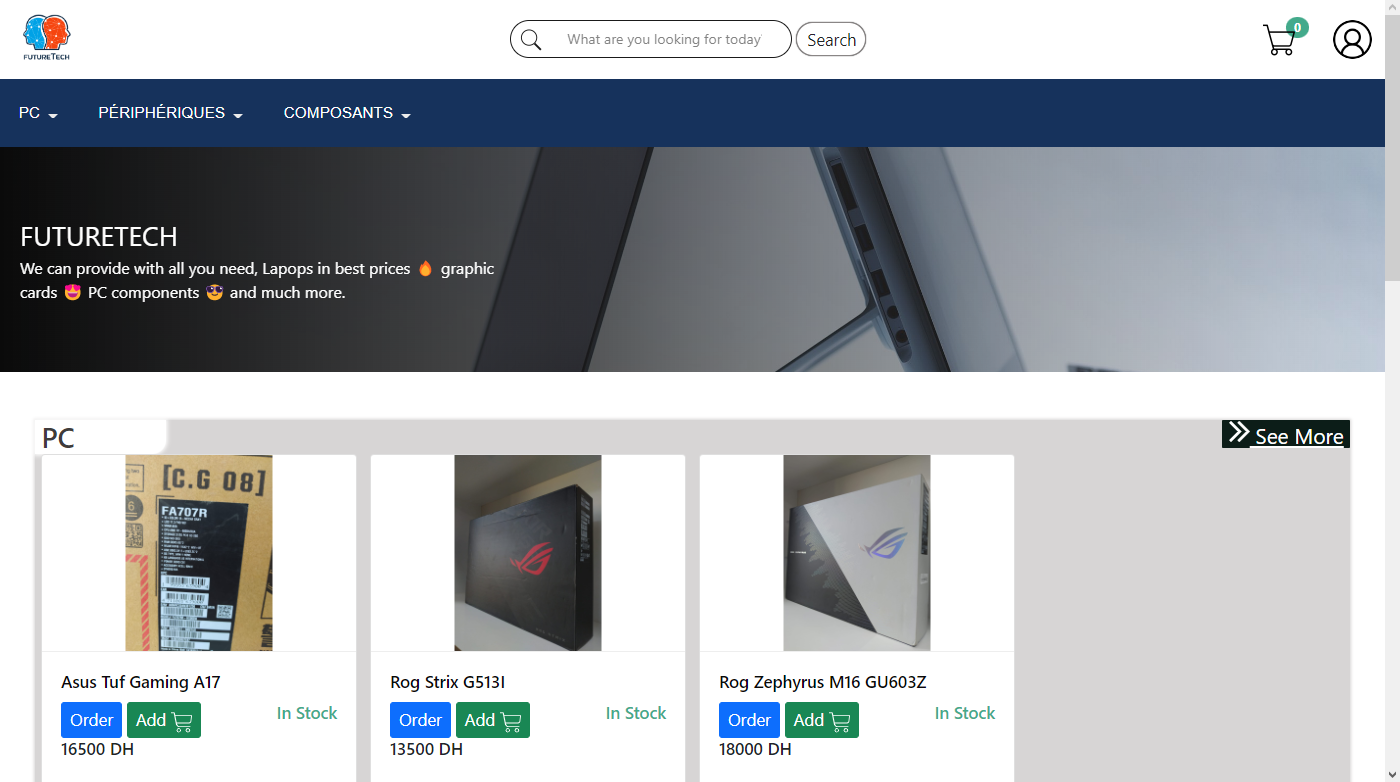 FUTURETECH
What are you looking for today
Search
0
PC
PÉRIPHÉRIQUES
COMPOSANTS
FUTURETECH
We can provide with all you need, Lapops in best prices 🔥 graphic
cards 😍 PC components 😎 and much more.
PC
See More
[C.G 08]
FA707R
Asus Tuf Gaming A17
Order
Add
In Stock
16500 DH
Rog Strix G513I
Order
Add
In Stock
13500 DH
Rog Zephyrus M16 GU603Z
Order
Add
In Stock
18000 DH